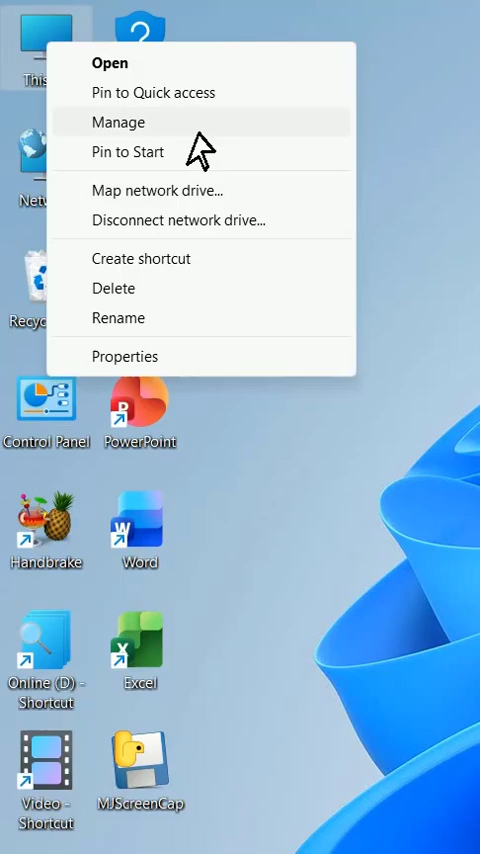 This
Open
Pin to Quick access
Manage
Pin to Start
Map network drive...
Disconnect network drive...
Create shortcut
Delete
Rename
Properties
Netw
Recyc
Control Panel
PowerPoint
Handbrake
Word
Online (D) -
Shortcut
Excel
Video -
Shortcut
MJScreenCap